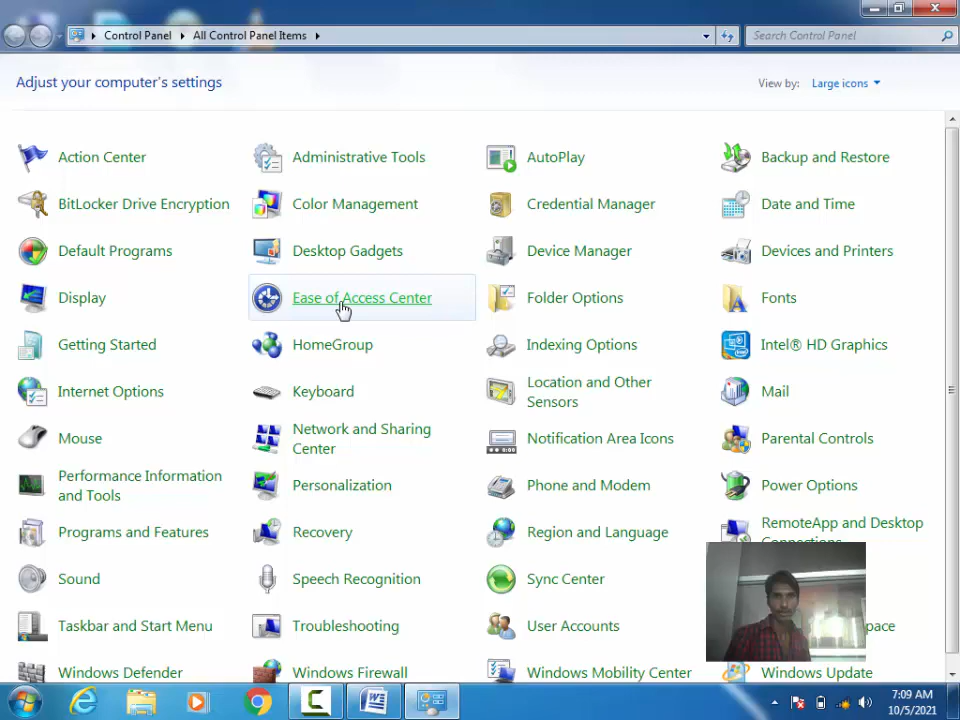 Control Panel
All Control Panel Items
Search Control Panel
Adjust your computer's settings
View by:
Large icons
Action Center
Administrative Tools
AutoPlay
Backup and Restore
BitLocker Drive Encryption
Color Management
Credential Manager
Date and Time
Default Programs
Desktop Gadgets
Device Manager
Devices and Printers
Display
Ease of Access Center
Folder Options
Fonts
Getting Started
HomeGroup
Indexing Options
Intel® HD Graphics
Internet Options
Keyboard
Location and Other
Sensors
Mail
Mouse
Network and Sharing
Center
Notification Area Icons
Parental Controls
Performance Information
and Tools
Personalization
Phone and Modem
Power Options
Programs and Features
Recovery
Region and Language
RemoteApp and Desktop
Connections
Sound
Speech Recognition
Sync Center
Taskbar and Start Menu
Troubleshooting
User Accounts
pace
Windows Defender
Windows Firewall
Windows Mobility Center
Windows Update
7:09 AM
10/5/2021